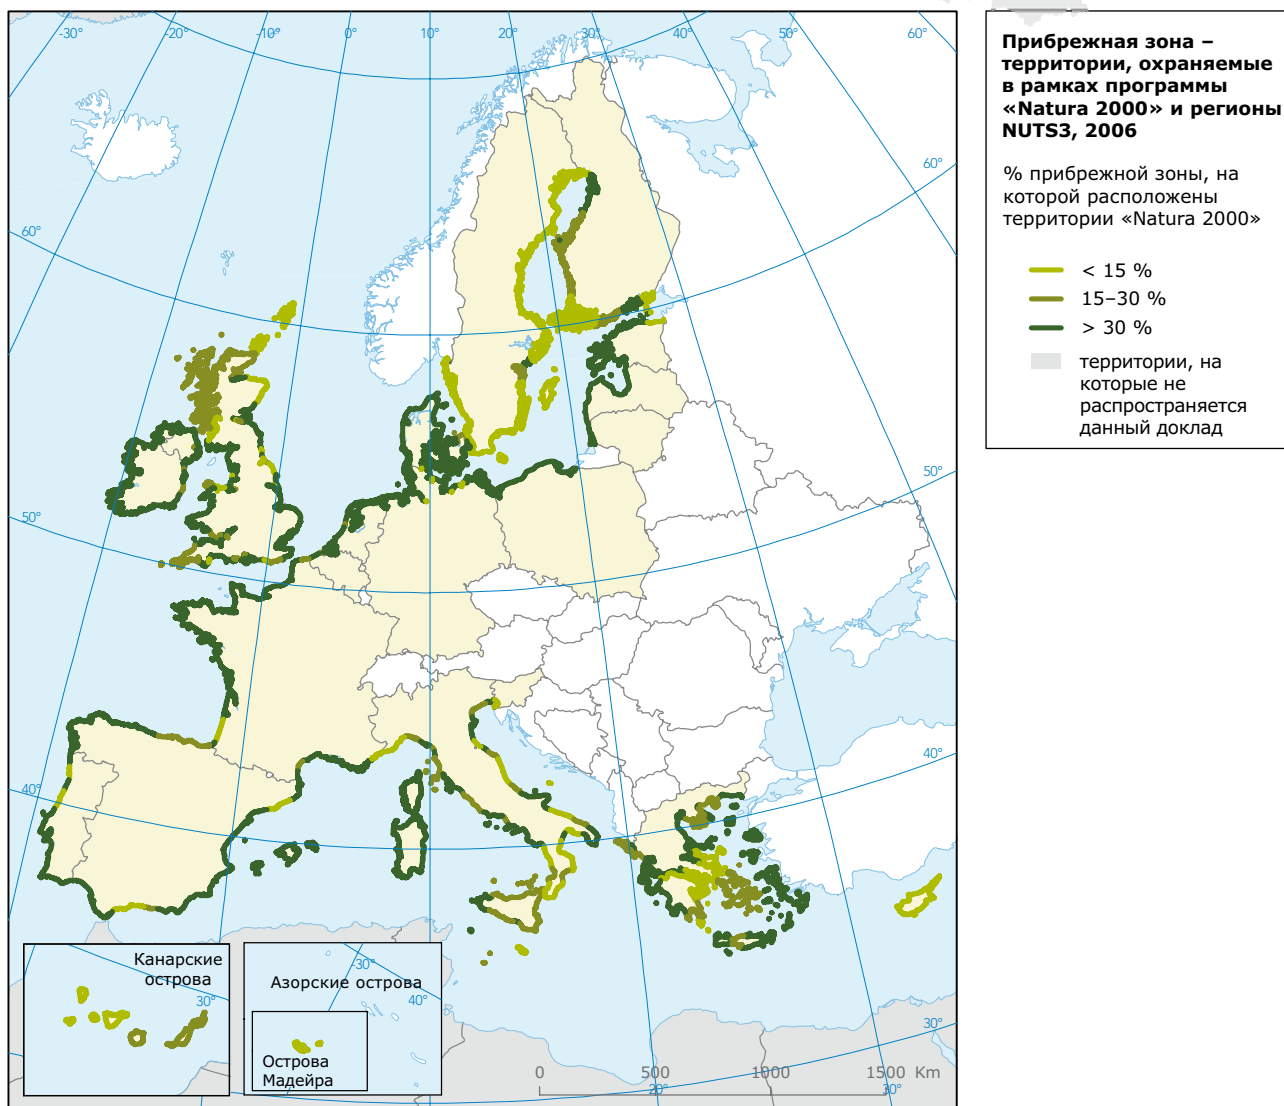 -30°
-20°
-10°
0°
10°
20°
30°
40°
50°
60°
60°
60°
50°
50°
40°
40°
30°
20°
30°
Прибрежная зона –
территории, охраняемые
в рамках программы
«Natura 2000» и регионы
NUTS3, 2006
% прибрежной зоны, на
которой расположены
территории «Natura 2000»
< 15 %
15–30 %
> 30 %
территории, на
которые не
распространяется
данный доклад
Канарские
острова
30°
Азорские острова
-30°
40°
Острова
Мадейра
0 500 1000 1500 Km